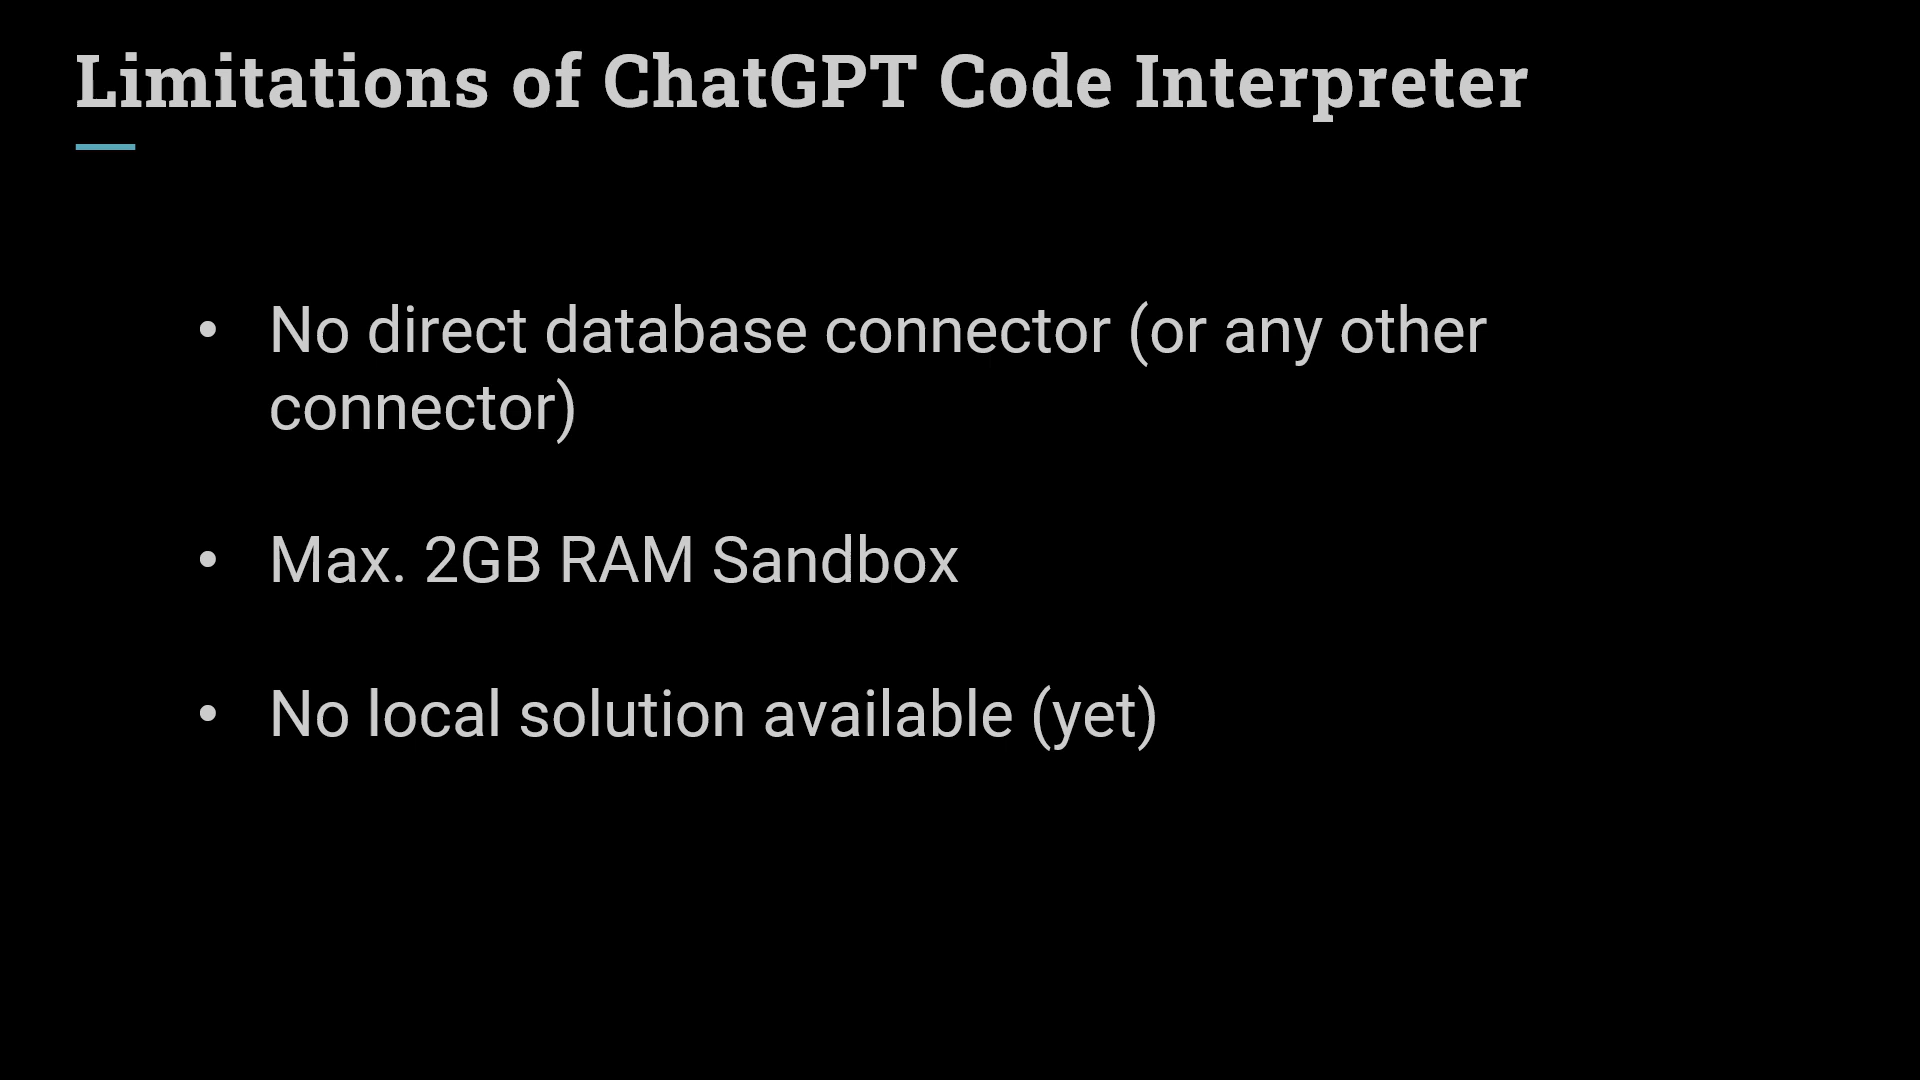 Limitations of ChatGPT Code Interpreter
• No direct database connector (or any other
connector)
• Max. 2GB RAM Sandbox
• No local solution available (yet)